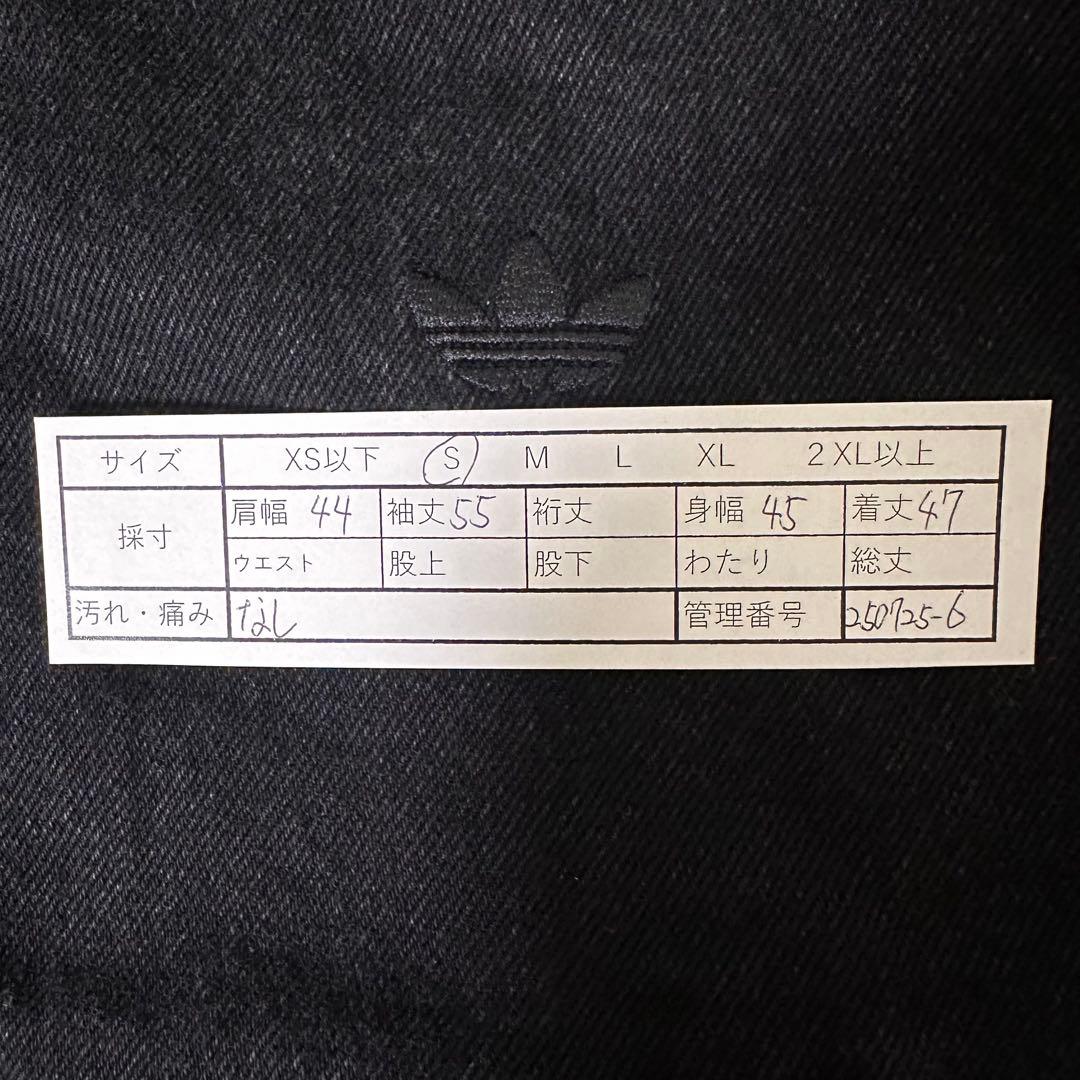 サイズ XS以下 S M L XL 2XL以上
採寸 肩幅 44 袖丈 55 裄丈 身幅 45 着丈 47
ウエスト 股上 股下 わたり 総丈
汚れ・痛み なし 管理番号 250725-6